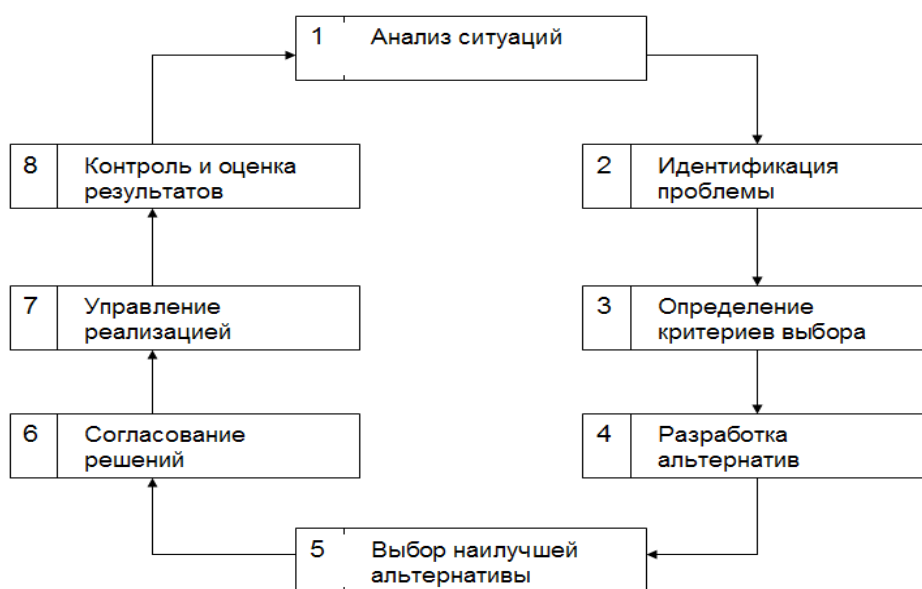 1 Анализ ситуаций
2 Идентификация
проблемы
3 Определение
критериев выбора
4 Разработка
альтернатив
5 Выбор наилучшей
альтернативы
6 Согласование
решений
7 Управление
реализацией
8 Контроль и оценка
результатов